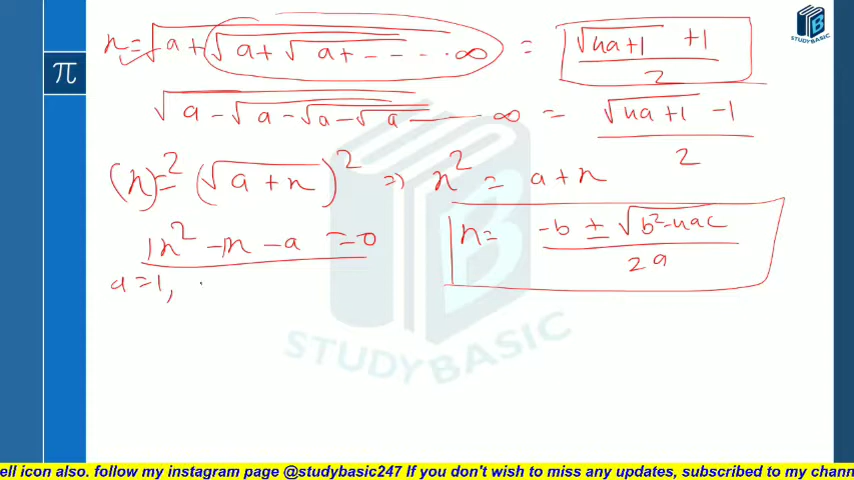 π
STUDYBASIC
x = √a + √a + √a + - - - - ·∞ = √4a+1 + 1 / 2
√a - √a - √a - √a —— ∞ = √4a+1 - 1 / 2
(x)² = (√a + x)² ⇒ x² = a + x
1x² - 1x - a = 0
x = -b ± √b² - 4ac / 2a
a = 1,
STUDYBASIC
ell icon also. follow my instagram page @studybasic247 If you don't wish to miss any updates, subscribed to my chann